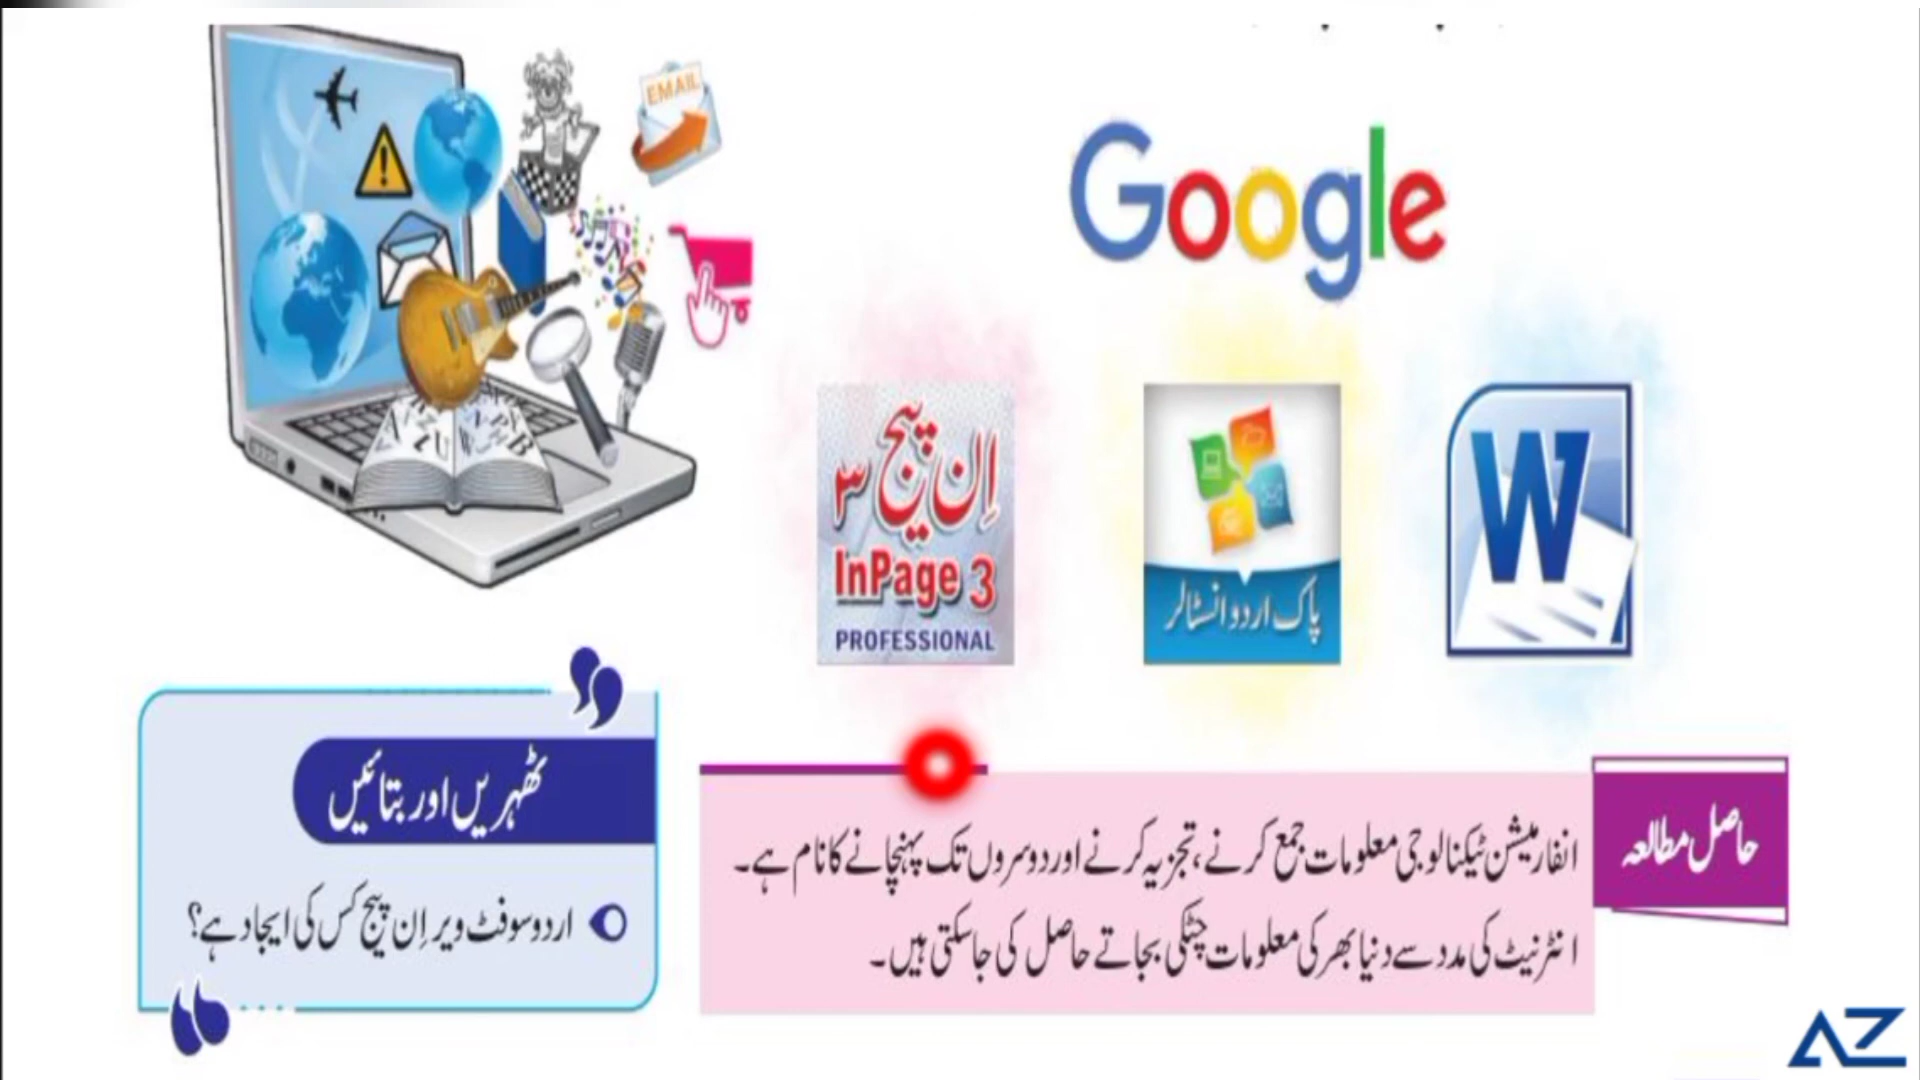 EMAIL
Google
اِن پیج ۳
InPage 3
PROFESSIONAL
پاک اردو انسٹالر
W
ٹھہریں اور بتائیں
اردو سوفٹ ویر اِن پیج کس کی ایجاد ہے؟
حاصل مطالعہ
انفارمیشن ٹیکنالوجی معلومات جمع کرنے، تجزیہ کرنے اور دوسروں تک پہنچانے کا نام ہے۔
انٹرنیٹ کی مدد سے دنیا بھر کی معلومات چٹکی بجاتے حاصل کی جاسکتی ہیں۔
AZ